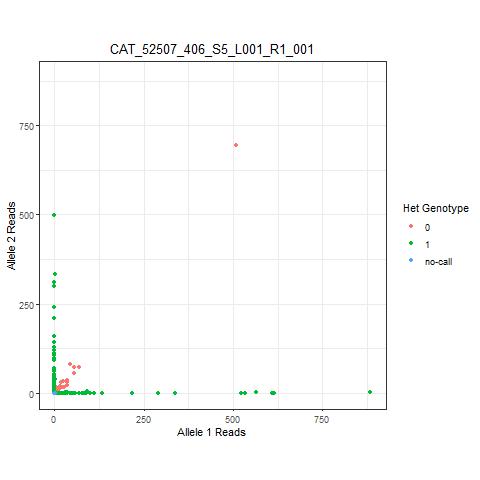 CAT_52507_406_S5_L001_R1_001
Allele 2 Reads
750
500
250
0
0
250
500
750
Allele 1 Reads
Het Genotype
0
1
no-call